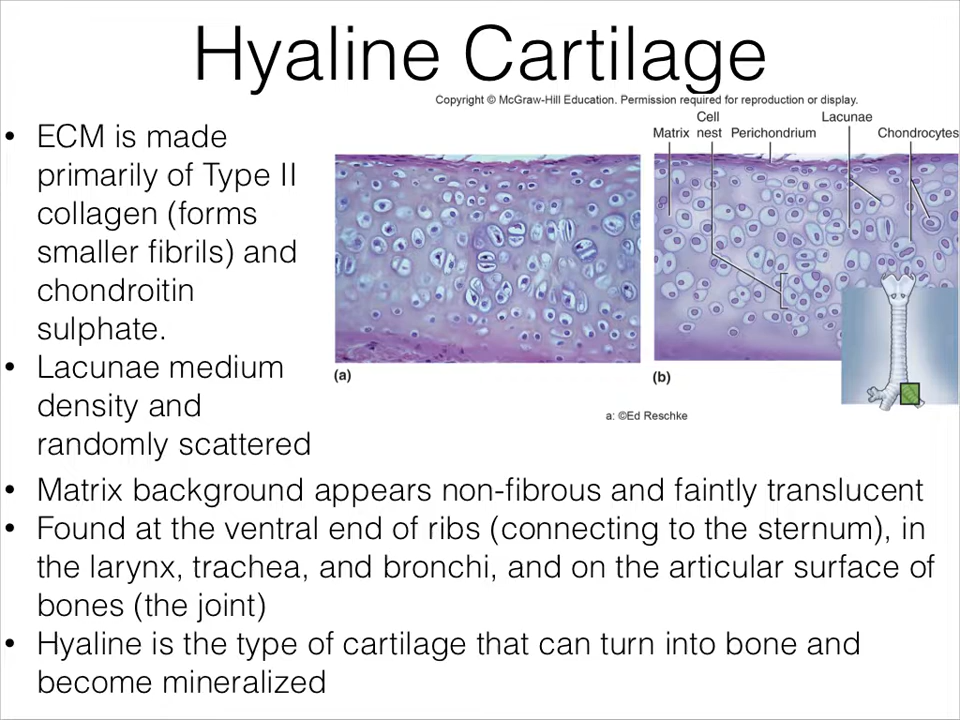 Hyaline Cartilage
Copyright © McGraw-Hill Education. Permission required for reproduction or display.
• ECM is made
primarily of Type II
collagen (forms
smaller fibrils) and
chondroitin
sulphate.
• Lacunae medium
density and
randomly scattered
Matrix
Cell
nest
Perichondrium
Lacunae
Chondrocytes
(a)
(b)
a: ©Ed Reschke
• Matrix background appears non-fibrous and faintly translucent
• Found at the ventral end of ribs (connecting to the sternum), in
the larynx, trachea, and bronchi, and on the articular surface of
bones (the joint)
• Hyaline is the type of cartilage that can turn into bone and
become mineralized